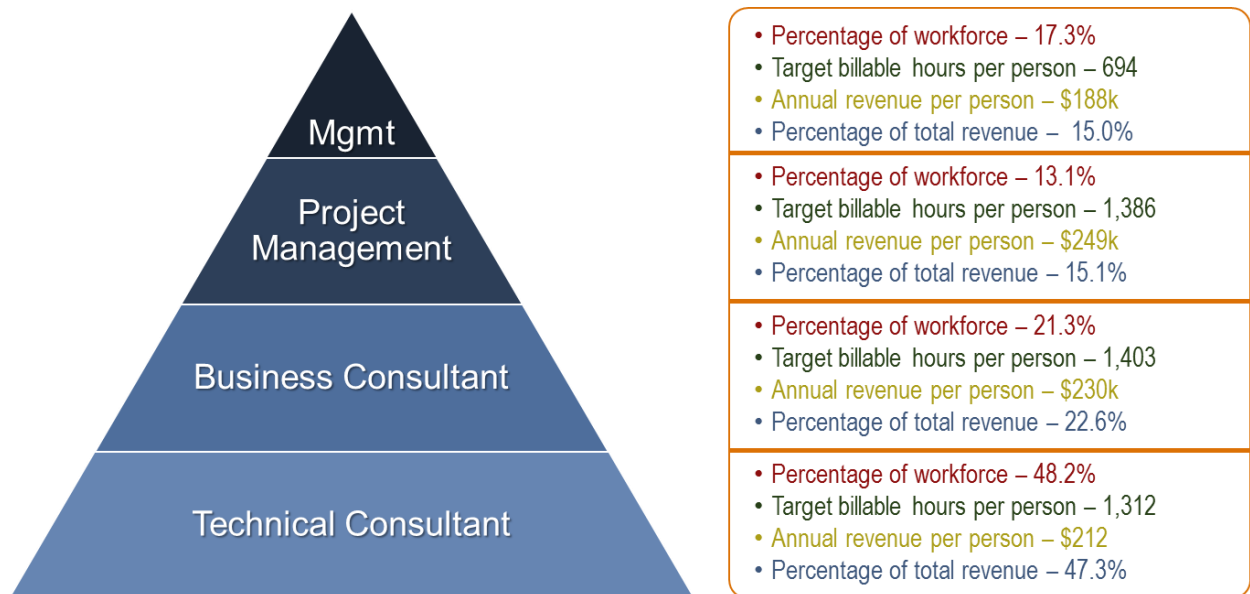 Mgmt
Project
Management
Business Consultant
Technical Consultant
• Percentage of workforce – 17.3%
• Target billable hours per person – 694
• Annual revenue per person – $188k
• Percentage of total revenue – 15.0%
• Percentage of workforce – 13.1%
• Target billable hours per person – 1,386
• Annual revenue per person – $249k
• Percentage of total revenue – 15.1%
• Percentage of workforce – 21.3%
• Target billable hours per person – 1,403
• Annual revenue per person – $230k
• Percentage of total revenue – 22.6%
• Percentage of workforce – 48.2%
• Target billable hours per person – 1,312
• Annual revenue per person – $212
• Percentage of total revenue – 47.3%